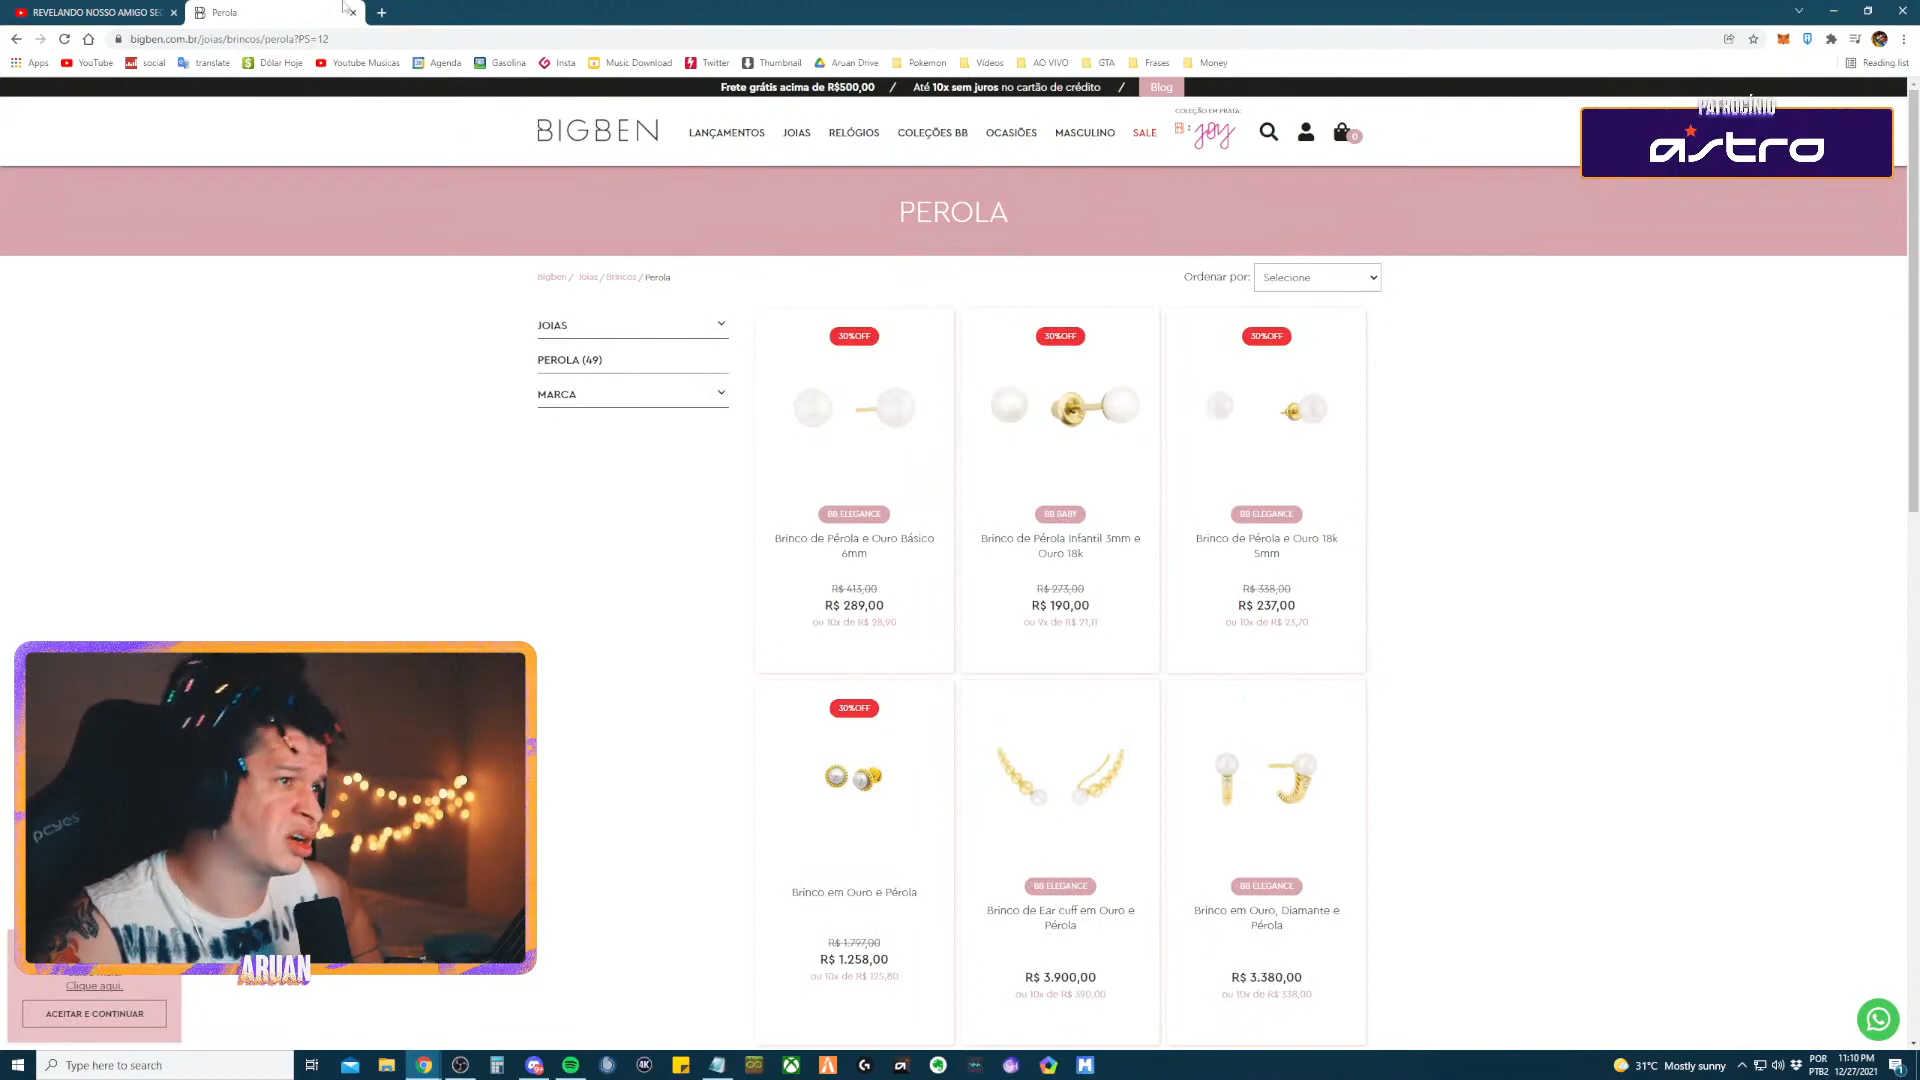 REVELANDO NOSSO AMIGO SEC
Perola
bigben.com.br/joias/brincos/perola?PS=12
Apps
YouTube
social
translate
Dólar Hoje
Youtube Musicas
Agenda
Gasolina
Insta
Music Download
Twitter
Thumbnail
Aruan Drive
Pokemon
Vídeos
AO VIVO
GTA
Frases
Money
Reading list
Frete grátis acima de R$500,00 / Até 10x sem juros no cartão de crédito / Blog
PATROCÍNIO
astro
BIGBEN
LANÇAMENTOS
JOIAS
RELÓGIOS
COLEÇÕES BB
OCASIÕES
MASCULINO
SALE
COLEÇÃO EM PRATA:
joy
0
PEROLA
Bigben / Joias / Brincos / Perola
Ordenar por: Selecione
JOIAS
PEROLA (49)
MARCA
30%OFF
BB ELEGANCE
Brinco de Pérola e Ouro Básico
6mm
R$ 413,00
R$ 289,00
ou 10x de R$ 28,90
30%OFF
BB BABY
Brinco de Pérola Infantil 3mm e
Ouro 18k
R$ 273,00
R$ 190,00
ou 9x de R$ 21,11
30%OFF
BB ELEGANCE
Brinco de Pérola e Ouro 18k
5mm
R$ 338,00
R$ 237,00
ou 10x de R$ 23,70
30%OFF
Brinco em Ouro e Pérola
R$ 1.797,00
R$ 1.258,00
ou 10x de R$ 125,80
BB ELEGANCE
Brinco de Ear cuff em Ouro e
Pérola
R$ 3.900,00
ou 10x de R$ 390,00
BB ELEGANCE
Brinco em Ouro, Diamante e
Pérola
R$ 3.380,00
ou 10x de R$ 338,00
pcyes
ARUAN
Clique aqui.
ACEITAR E CONTINUAR
Type here to search
4K
31°C Mostly sunny
POR
PTB2
11:10 PM
12/27/2021